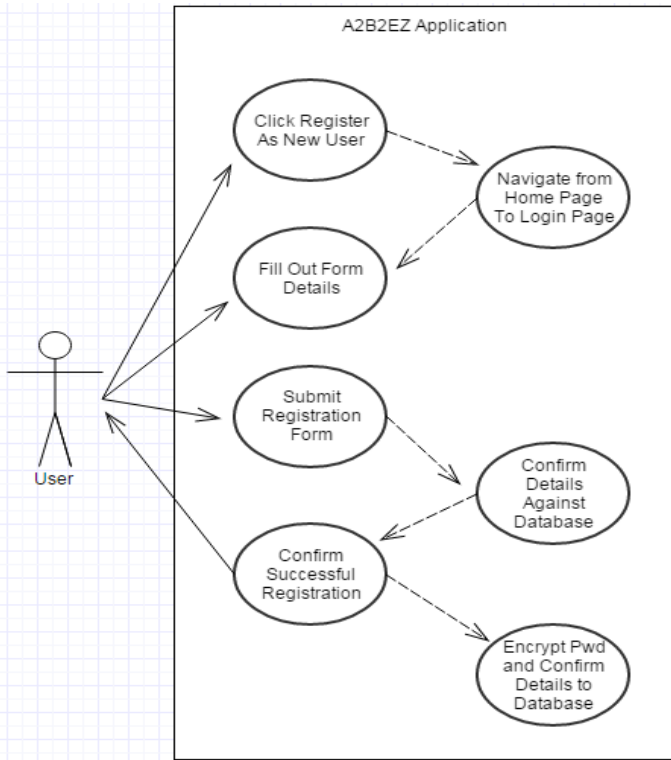 A2B2EZ Application
Click Register
As New User
Navigate from
Home Page
To Login Page
Fill Out Form
Details
Submit
Registration
Form
User
Confirm
Details
Against
Database
Confirm
Successful
Registration
Encrypt Pwd
and Confirm
Details to
Database